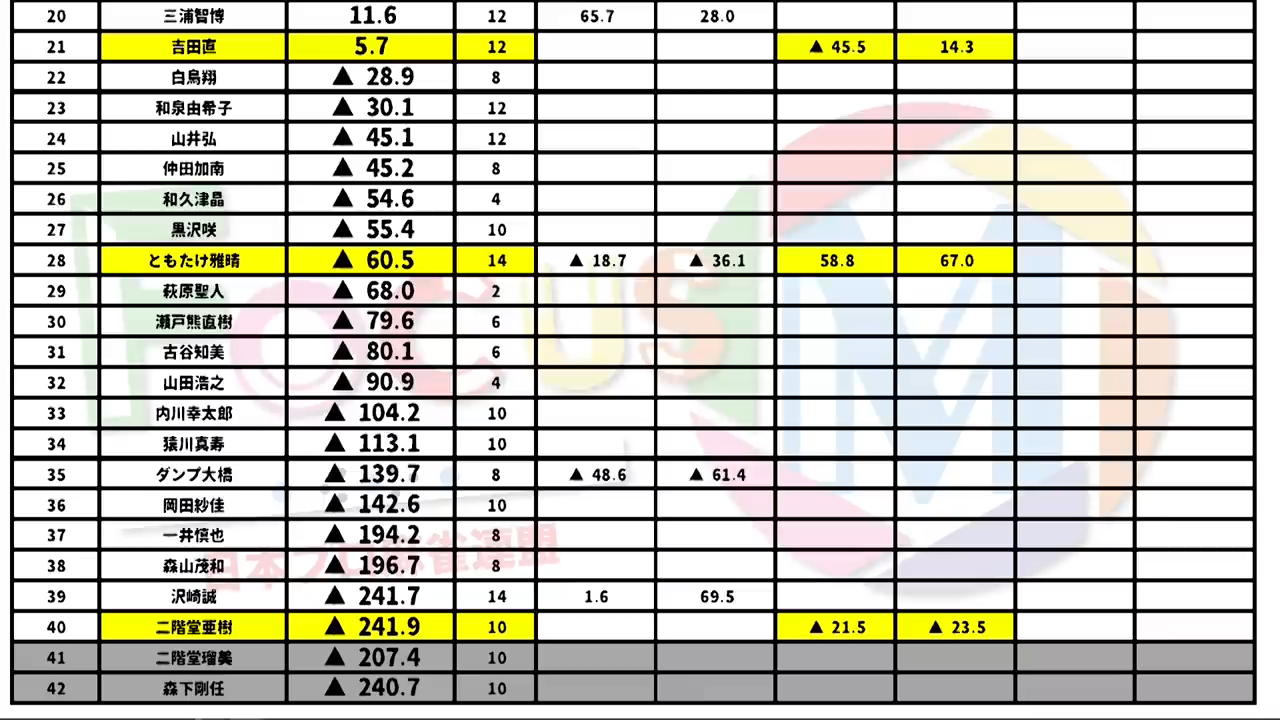 20 三浦智博 11.6 12 65.7 28.0
21 吉田直 5.7 12 ▲ 45.5 14.3
22 白鳥翔 ▲ 28.9 8
23 和泉由希子 ▲ 30.1 12
24 山井弘 ▲ 45.1 12
25 仲田加南 ▲ 45.2 8
26 和久津晶 ▲ 54.6 4
27 黒沢咲 ▲ 55.4 10
28 ともたけ雅晴 ▲ 60.5 14 ▲ 18.7 ▲ 36.1 58.8 67.0
29 萩原聖人 ▲ 68.0 2
30 瀬戸熊直樹 ▲ 79.6 6
31 古谷知美 ▲ 80.1 6
32 山田浩之 ▲ 90.9 4
33 内川幸太郎 ▲ 104.2 10
34 猿川真寿 ▲ 113.1 10
35 ダンプ大橋 ▲ 139.7 8 ▲ 48.6 ▲ 61.4
36 岡田紗佳 ▲ 142.6 10
37 一井慎也 ▲ 194.2 8
38 森山茂和 ▲ 196.7 8
39 沢崎誠 ▲ 241.7 14 1.6 69.5
40 二階堂亜樹 ▲ 241.9 10 ▲ 21.5 ▲ 23.5
41 二階堂瑠美 ▲ 207.4 10
42 森下剛任 ▲ 240.7 10
FOCUS M
日本プロ麻雀連盟